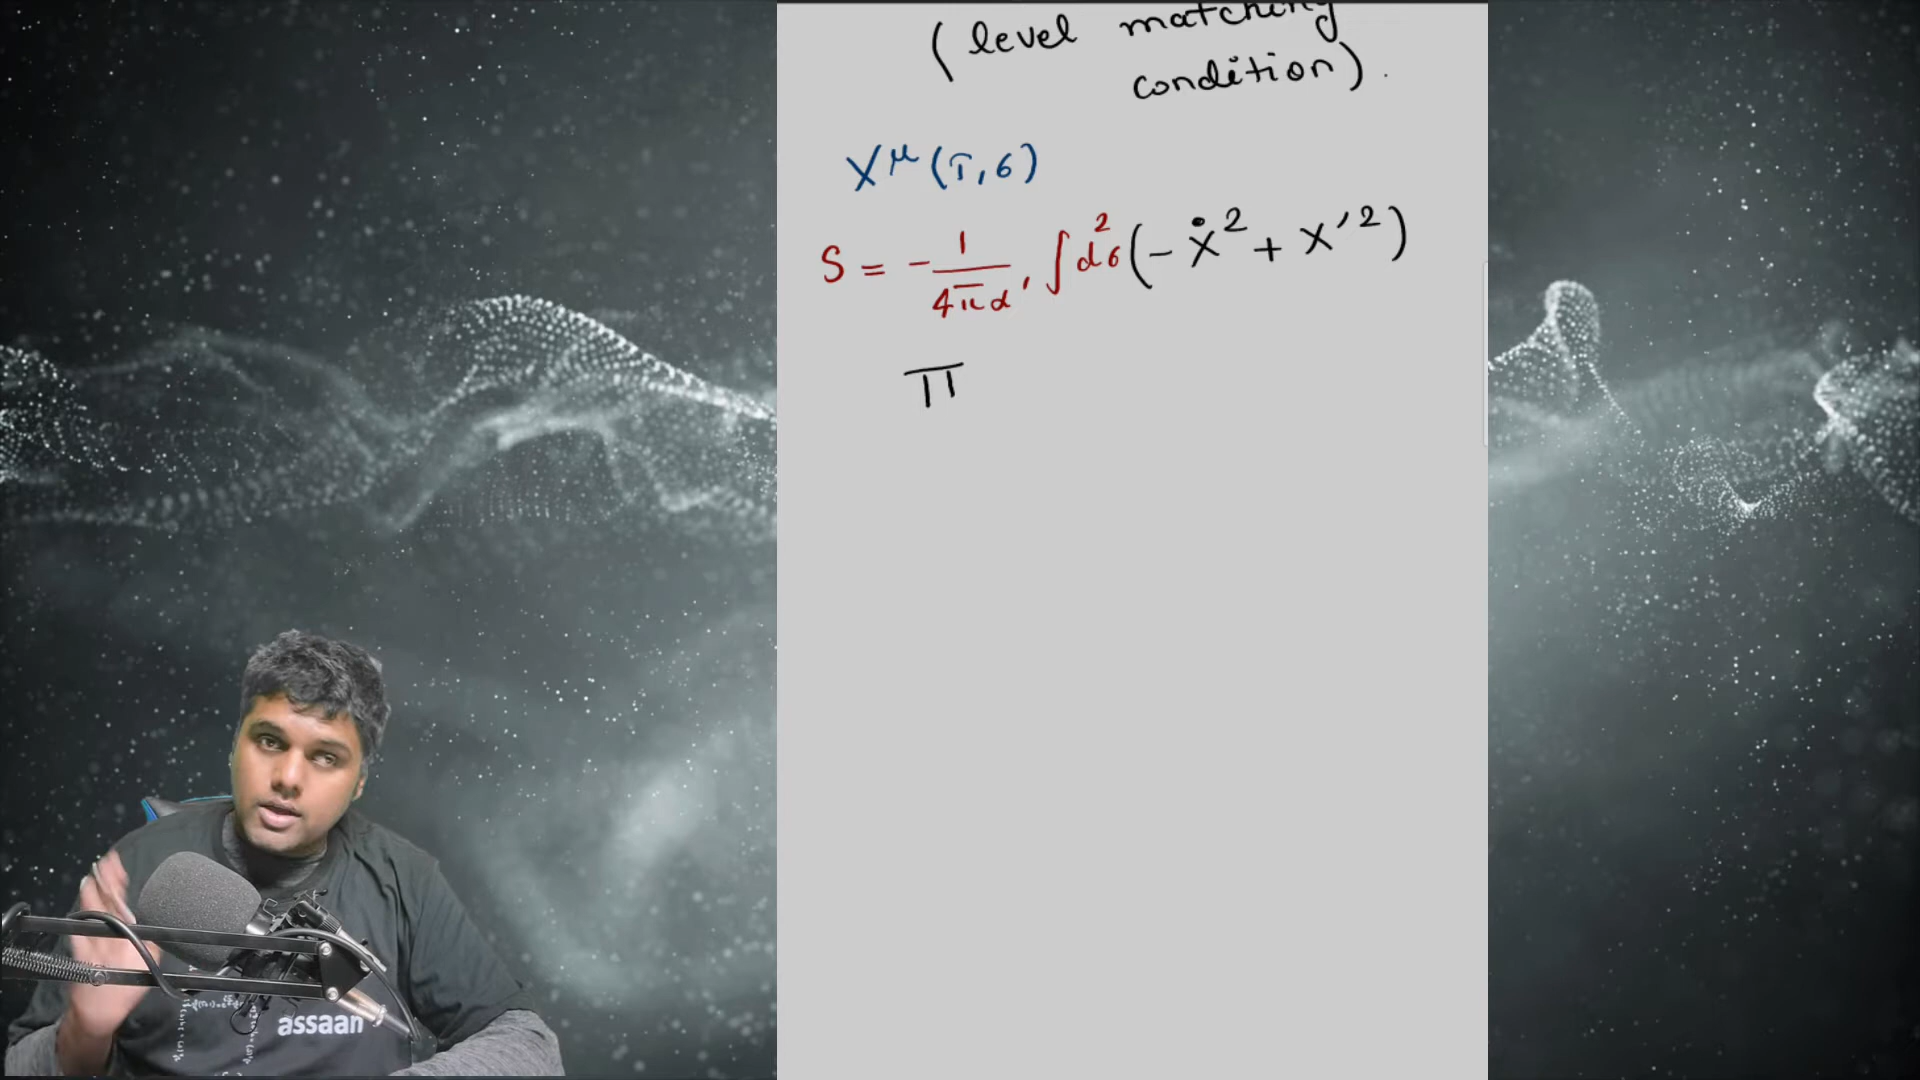 (level matching
condition).
X^μ(τ,σ)
S = -1/4πα' ∫d²σ(-Ẋ² + X'²)
Π
assaan